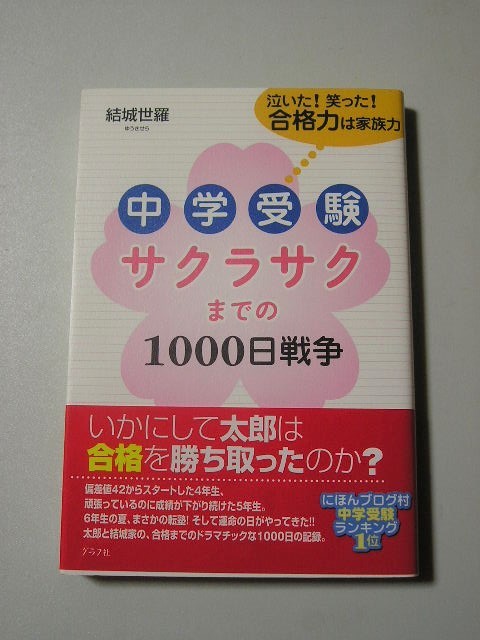 泣いた！笑った！
合格力は家族力
結城世羅
ゆうきせら
中学受験
サクラサク
までの
1000日戦争
いかにして太郎は
合格を勝ち取ったのか？
偏差値42からスタートした4年生、
頑張っているのに成績が下がり続けた5年生。
6年生の夏、まさかの転塾！そして運命の日がやってきた!!
太郎と結城家の、合格までのドラマチックな1000日の記録。
グラフ社
にほんブログ村
中学受験
ランキング
1位